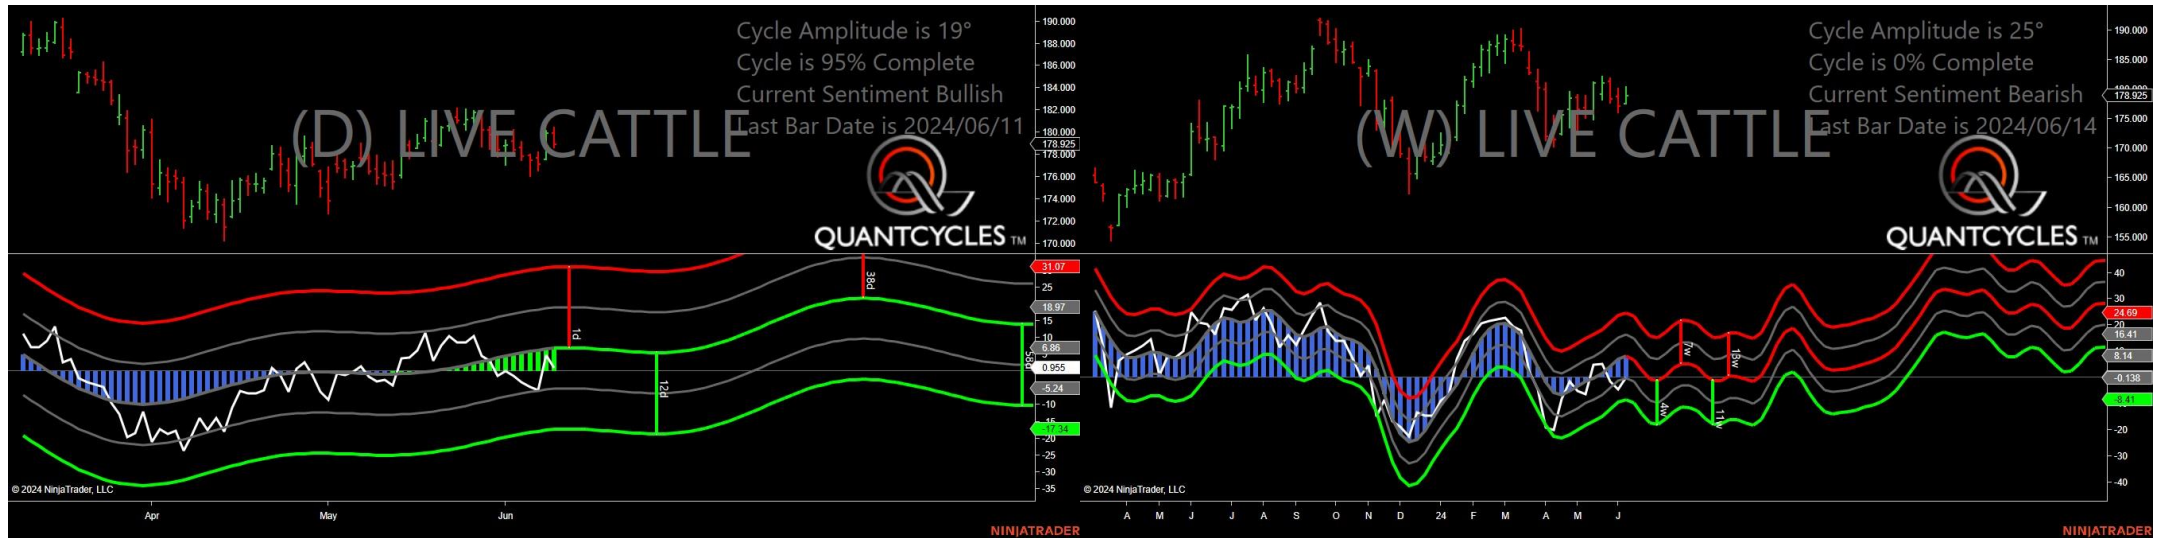 Cycle Amplitude is 19°
Cycle is 95% Complete
Current Sentiment Bullish
Last Bar Date is 2024/06/11
(D) LIVE CATTLE
QUANTCYCLES TM
190.000
188.000
186.000
184.000
182.000
180.000
178.925
178.000
176.000
174.000
172.000
170.000
31.07
25
18.97
15
10
6.86
5
0.955
-5.24
-10
-17.34
-20
-25
-30
-35
1d
12d
38d
58d
© 2024 NinjaTrader, LLC
Apr
May
Jun
NINJATRADER
Cycle Amplitude is 25°
Cycle is 0% Complete
Current Sentiment Bearish
Last Bar Date is 2024/06/14
(W) LIVE CATTLE
QUANTCYCLES TM
190.000
185.000
178.925
175.000
170.000
165.000
160.000
155.000
40
30
24.69
20
16.41
8.14
-0.138
-8.41
-20
-30
-40
4w
7w
11w
18w
© 2024 NinjaTrader, LLC
A M J J A S O N D 24 F M A M J
NINJATRADER